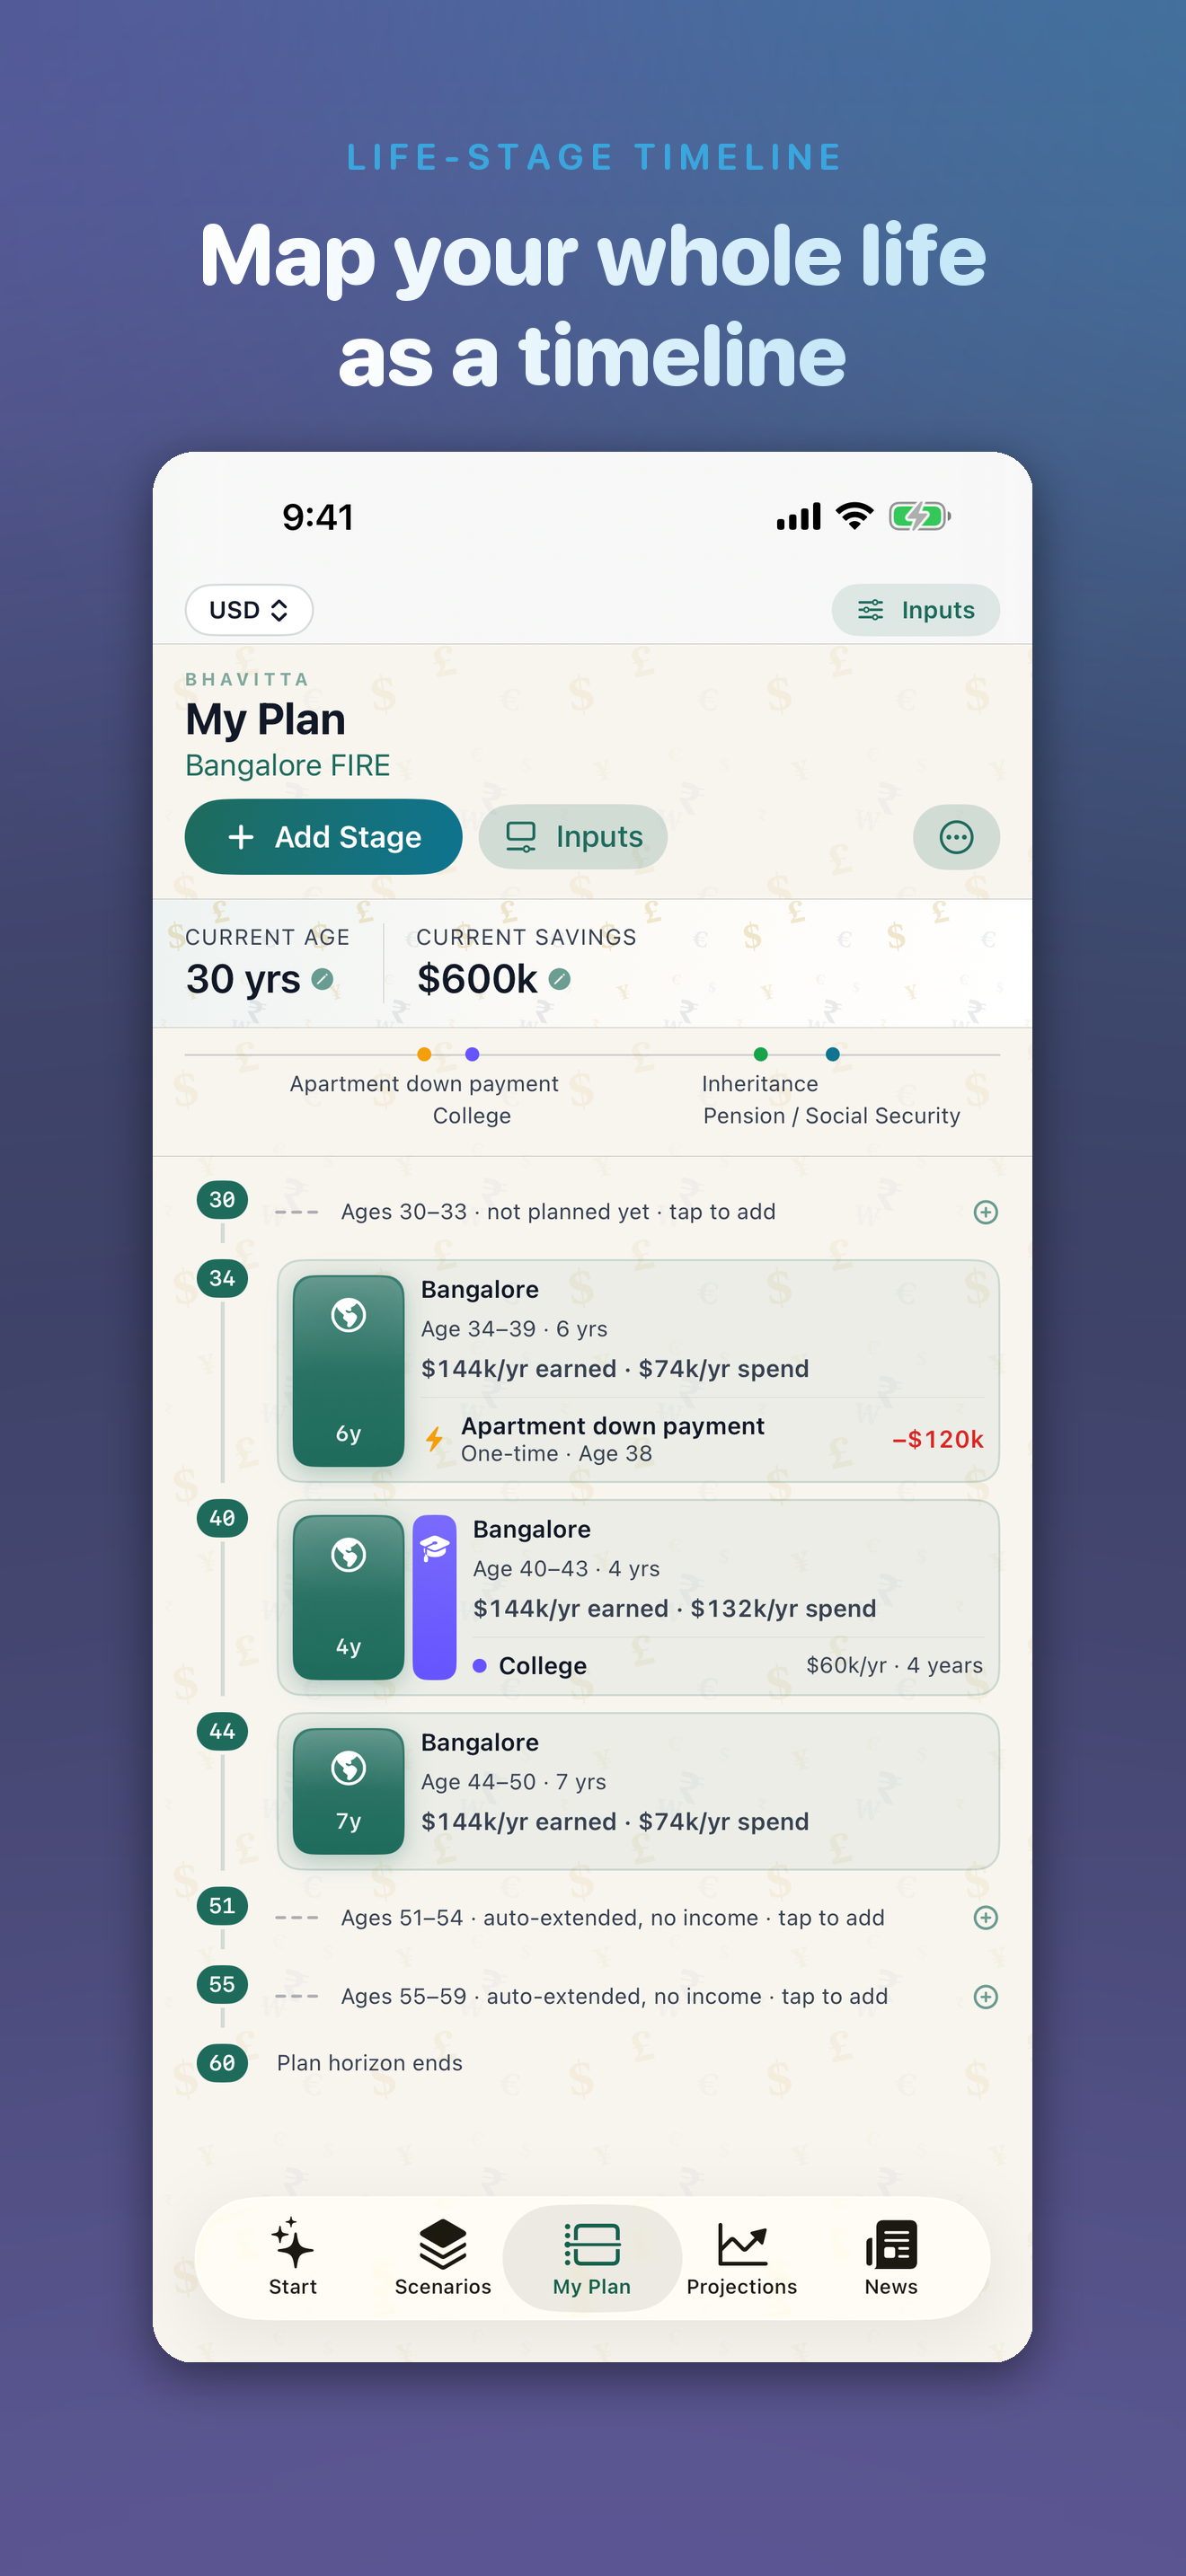 LIFE-STAGE TIMELINE
Map your whole life
as a timeline
9:41
USD
Inputs
BHAVITTA
My Plan
Bangalore FIRE
+ Add Stage
Inputs
CURRENT AGE
30 yrs
CURRENT SAVINGS
$600k
Apartment down payment
College
Inheritance
Pension / Social Security
30
Ages 30–33 · not planned yet · tap to add
34
6y
Bangalore
Age 34–39 · 6 yrs
$144k/yr earned · $74k/yr spend
Apartment down payment
One-time · Age 38
–$120k
40
4y
Bangalore
Age 40–43 · 4 yrs
$144k/yr earned · $132k/yr spend
College
$60k/yr · 4 years
44
7y
Bangalore
Age 44–50 · 7 yrs
$144k/yr earned · $74k/yr spend
51
Ages 51–54 · auto-extended, no income · tap to add
55
Ages 55–59 · auto-extended, no income · tap to add
60
Plan horizon ends
Start
Scenarios
My Plan
Projections
News